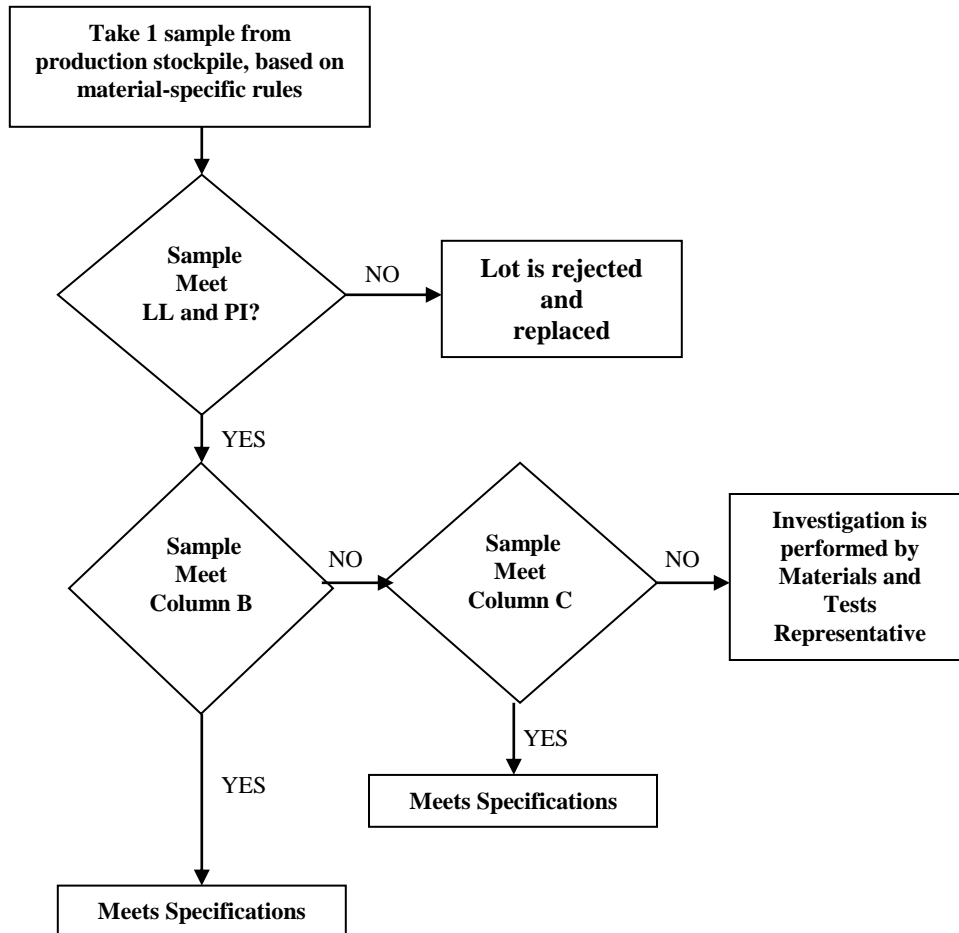 Take 1 sample from
production stockpile, based on
material-specific rules
Sample
Meet
LL and PI?
NO
Lot is rejected
and
replaced
YES
Sample
Meet
Column B
NO
Sample
Meet
Column C
NO
Investigation is
performed by
Materials and
Tests
Representative
YES
Meets Specifications
YES
Meets Specifications